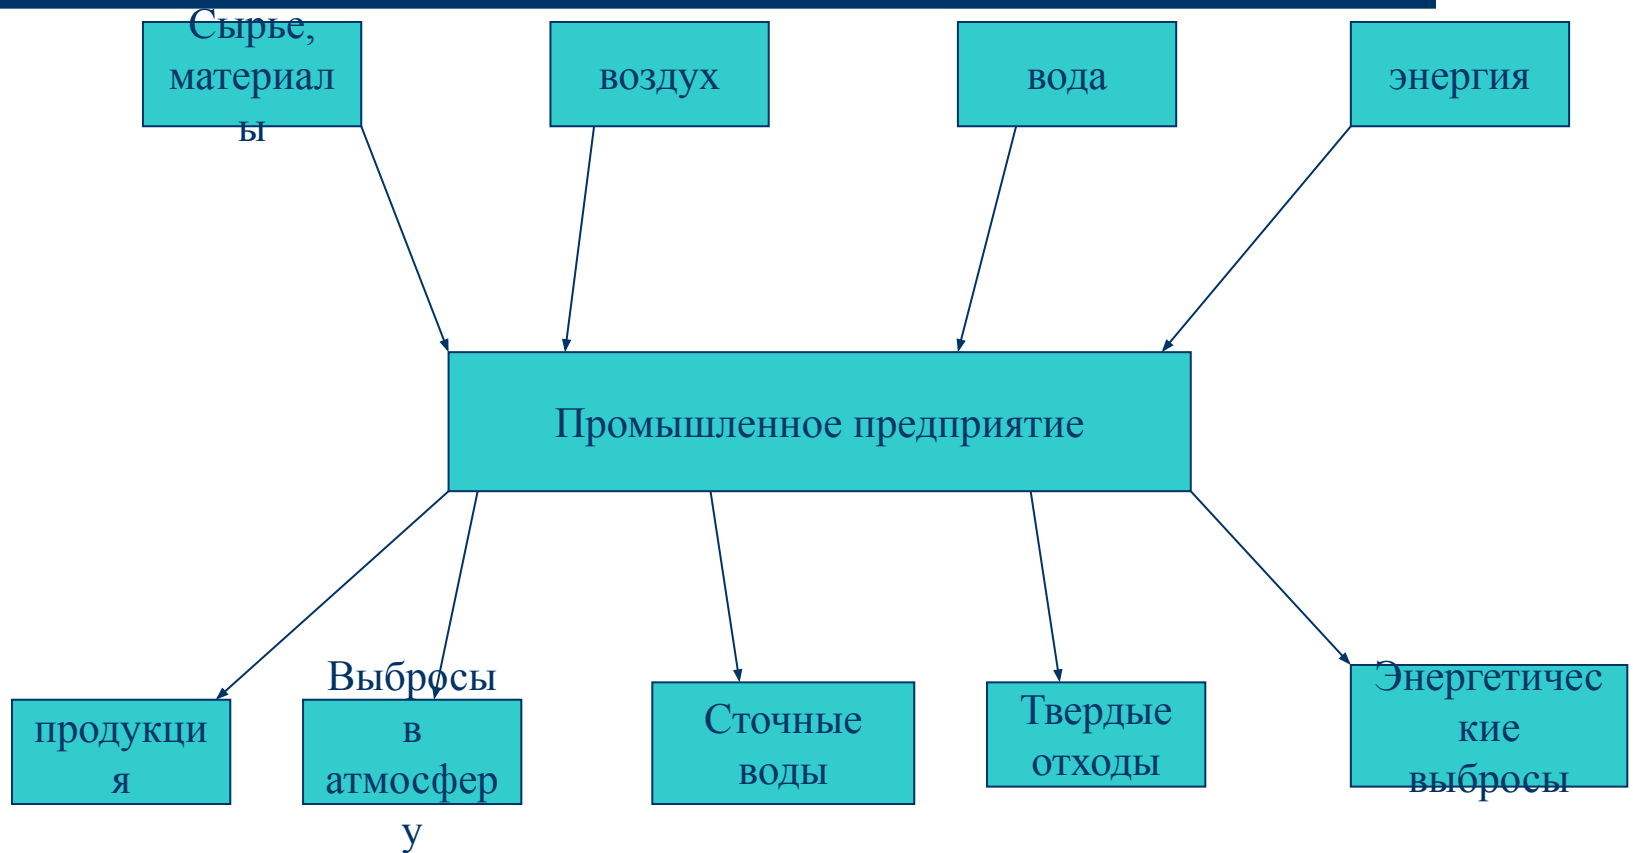 Сырье,
материал
ы
воздух
вода
энергия
Промышленное предприятие
продукци
я
Выбросы
в
атмосфер
у
Сточные
воды
Твердые
отходы
Энергетичес
кие
выбросы